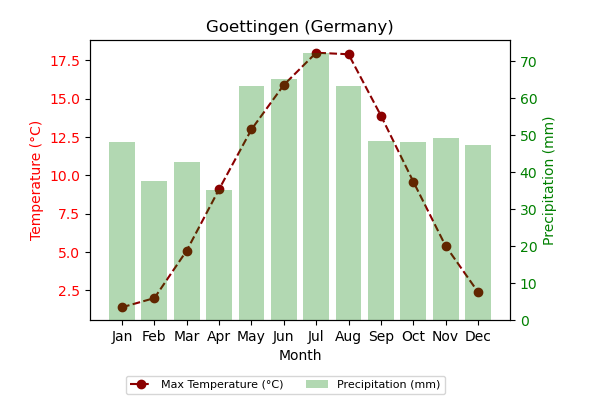 Goettingen (Germany)
17.5
15.0
12.5
10.0
7.5
5.0
2.5
Temperature (°C)
70
60
50
40
30
20
10
0
Precipitation (mm)
Jan Feb Mar Apr May Jun Jul Aug Sep Oct Nov Dec
Month
Max Temperature (°C) Precipitation (mm)